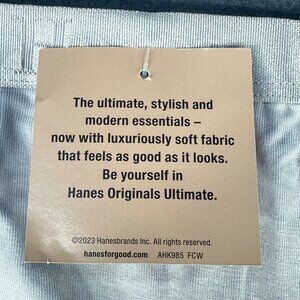 The ultimate, stylish and
modern essentials –
now with luxuriously soft fabric
that feels as good as it looks.
Be yourself in
Hanes Originals Ultimate.
©2023 Hanesbrands Inc. All rights reserved.
hanesforgood.com AHK985 FCW